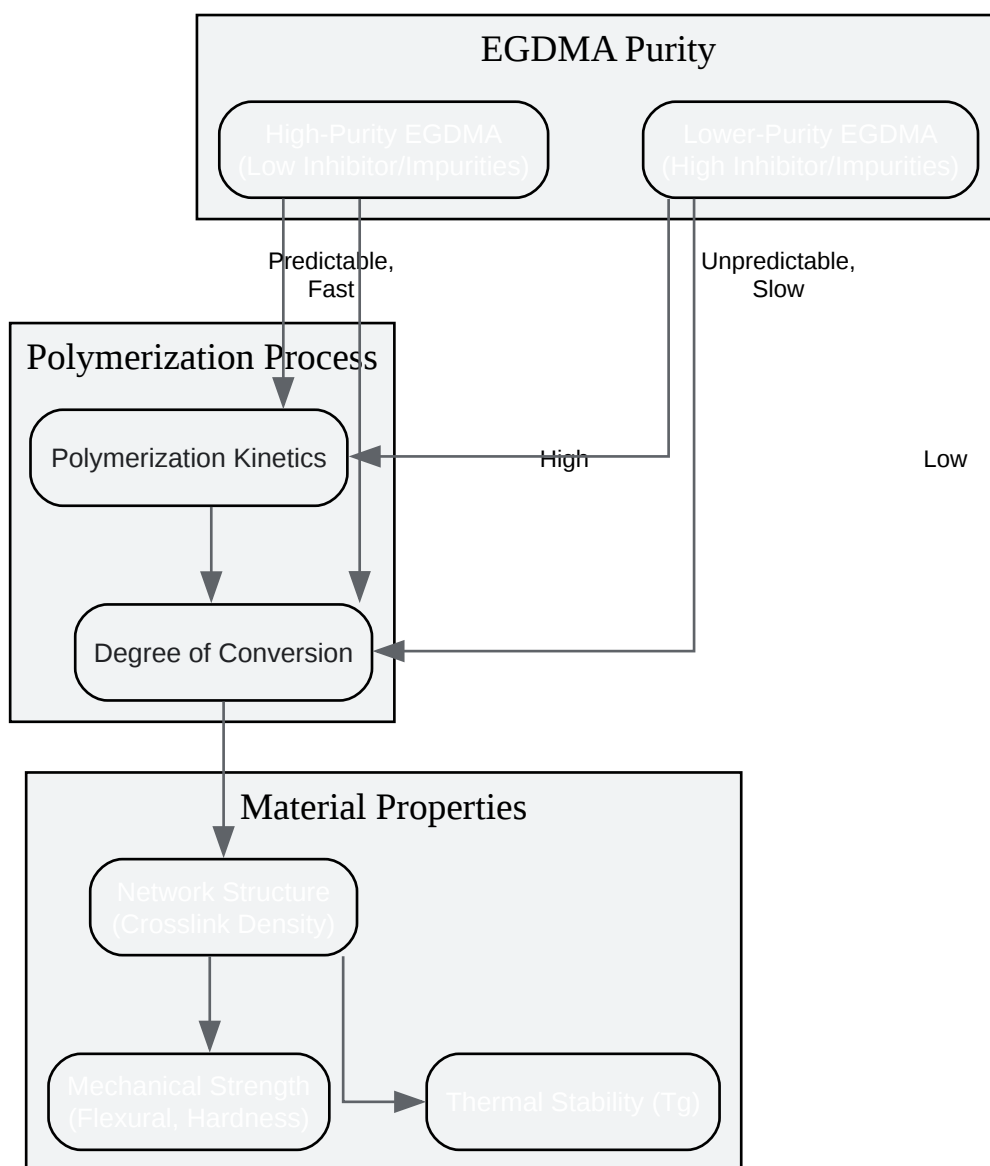 EGDMA Purity
High-Purity EGDMA
(Low Inhibitor/Impurities)
Lower-Purity EGDMA
(High Inhibitor/Impurities)
Predictable,
Fast
Unpredictable,
Slow
Polymerization Process
Polymerization Kinetics
High
Low
Degree of Conversion
Material Properties
Network Structure
(Crosslink Density)
Mechanical Strength
(Flexural, Hardness)
Thermal Stability (Tg)